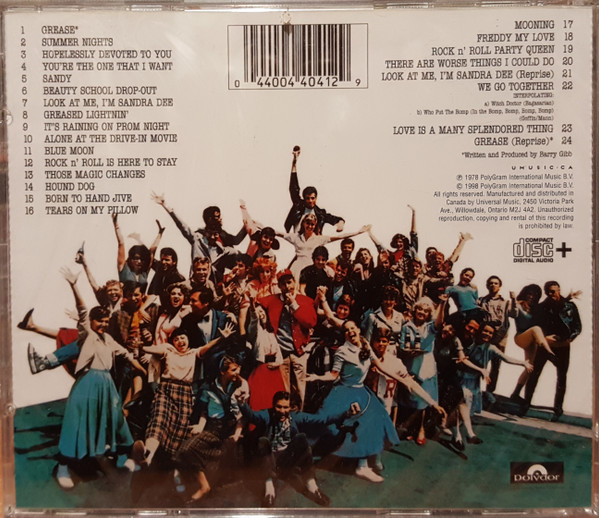 1 GREASE*
2 SUMMER NIGHTS
3 HOPELESSLY DEVOTED TO YOU
4 YOU'RE THE ONE THAT I WANT
5 SANDY
6 BEAUTY SCHOOL DROP-OUT
7 LOOK AT ME, I'M SANDRA DEE
8 GREASED LIGHTNIN'
9 IT'S RAINING ON PROM NIGHT
10 ALONE AT THE DRIVE-IN MOVIE
11 BLUE MOON
12 ROCK n' ROLL IS HERE TO STAY
13 THOSE MAGIC CHANGES
14 HOUND DOG
15 BORN TO HAND JIVE
16 TEARS ON MY PILLOW
0 44004 40412 9
MOONING 17
FREDDY MY LOVE 18
ROCK n' ROLL PARTY QUEEN 19
THERE ARE WORSE THINGS I COULD DO 20
LOOK AT ME, I'M SANDRA DEE (Reprise) 21
WE GO TOGETHER 22
INTERPOLATING:
a) Witch Doctor (Bagasarian)
b) Who Put The Bomp (In the Bomp, Bomp, Bomp, Bomp)
(Goffin/Mann)
LOVE IS A MANY SPLENDORED THING 23
GREASE (Reprise)* 24
*Written and Produced by Barry Gibb
UMUSIC.CA
℗ 1978 PolyGram International Music B.V.
© 1998 PolyGram International Music B.V.
All rights reserved. Manufactured and distributed in
Canada by Universal Music, 2450 Victoria Park
Ave., Willowdale, Ontario M2J 4A2. Unauthorized
reproduction, copying and rental of this recording
is prohibited by law.
COMPACT
disc+
DIGITAL AUDIO
Polydor